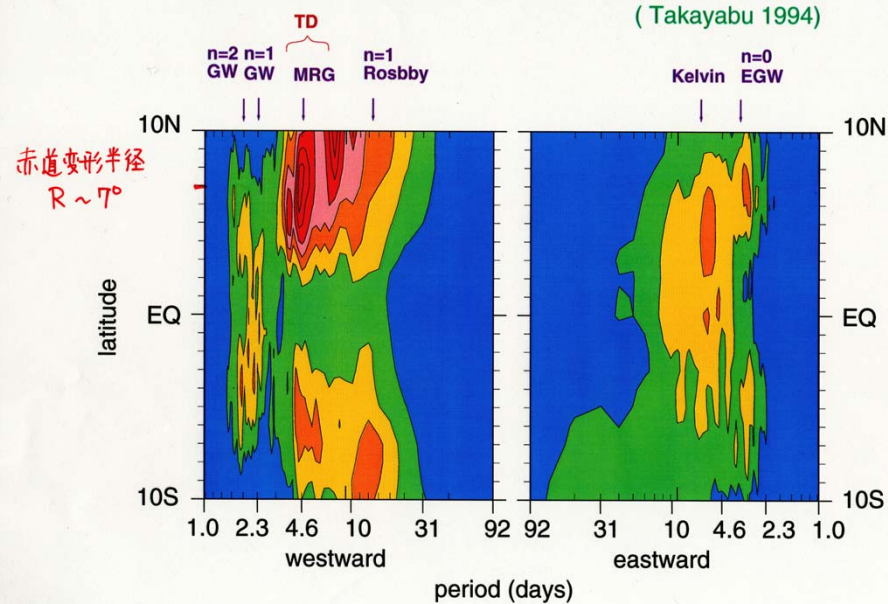 ( Takayabu 1994)
TD
n=2 n=1
GW GW MRG
n=1
Rosbby
Kelvin
n=0
EGW
10N
10N
赤道変形半径
R ~ 7°
latitude
EQ
EQ
latitude
10S
10S
1.0 2.3 4.6 10 31 92
92 31 10 4.6 2.3 1.0
westward
eastward
period (days)